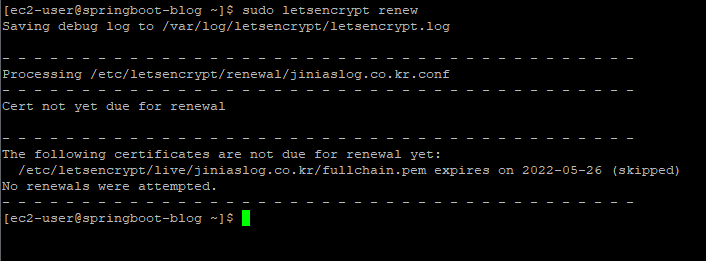 [ec2-user@springboot-blog ~]$ sudo letsencrypt renew
Saving debug log to /var/log/letsencrypt/letsencrypt.log
- - - - - - - - - - - - - - - - - - - - - - - - - - - - - - - - - - - - - - - -
Processing /etc/letsencrypt/renewal/jiniaslog.co.kr.conf
- - - - - - - - - - - - - - - - - - - - - - - - - - - - - - - - - - - - - - - -
Cert not yet due for renewal
- - - - - - - - - - - - - - - - - - - - - - - - - - - - - - - - - - - - - - - -
The following certificates are not due for renewal yet:
  /etc/letsencrypt/live/jiniaslog.co.kr/fullchain.pem expires on 2022-05-26 (skipped)
No renewals were attempted.
- - - - - - - - - - - - - - - - - - - - - - - - - - - - - - - - - - - - - - - -
[ec2-user@springboot-blog ~]$